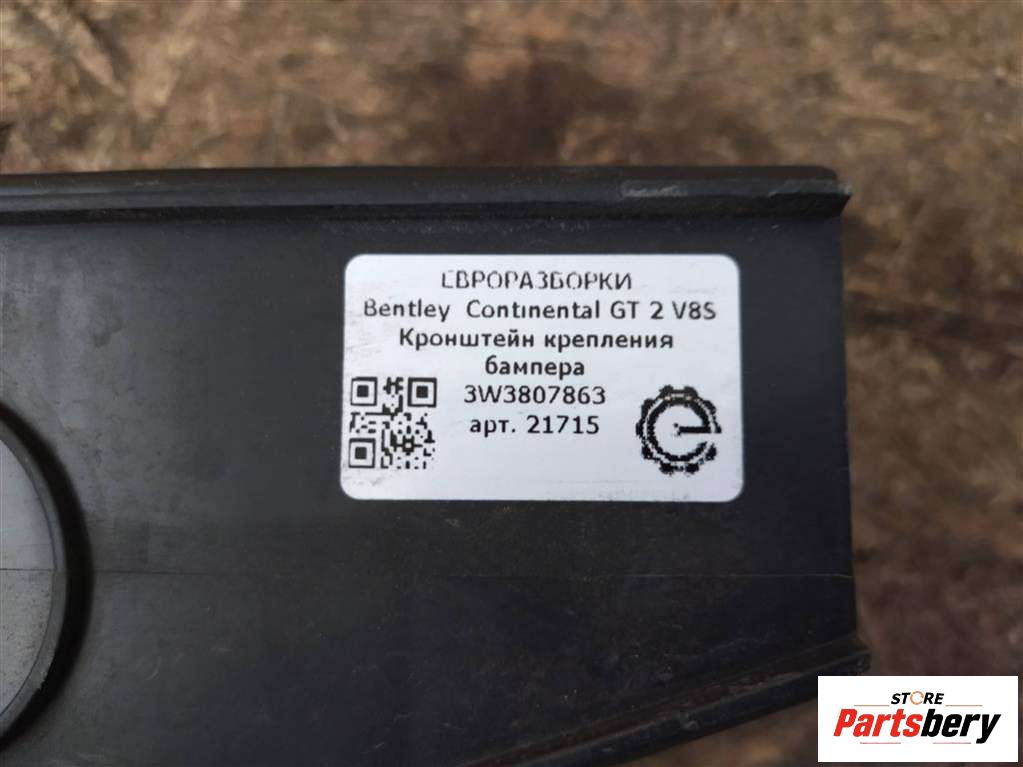 ЕВРОРАЗБОРКИ
Bentley Continental GT 2 V8S
Кронштейн крепления
бампера
3W3807863
арт. 21715
STORE
Partsbery